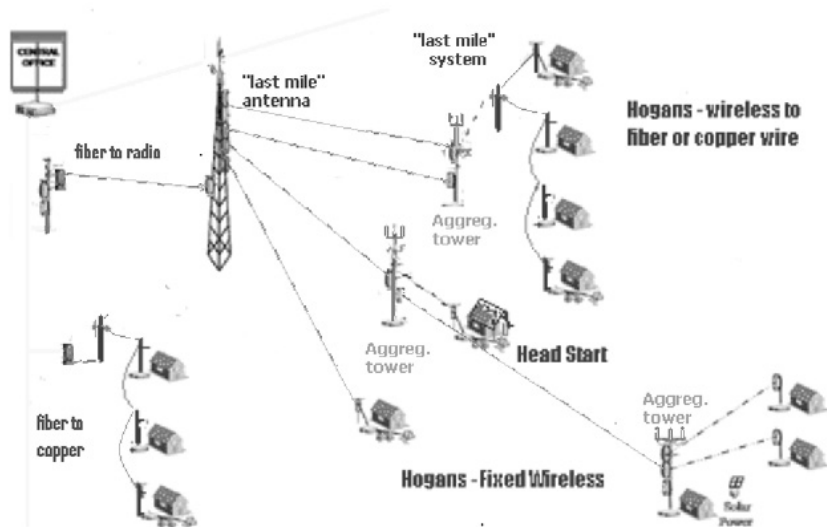 CENTRAL
OFFICE
"last mile"
antenna
"last mile"
system
Hogans - wireless to
fiber or copper wire
fiber to radio
Aggreg.
tower
Aggreg.
tower
Head Start
Aggreg.
tower
fiber to
copper
Hogans - Fixed Wireless
Solar
Power